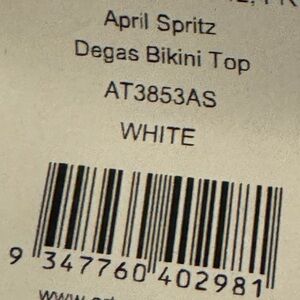 April Spritz
Degas Bikini Top
AT3853AS
WHITE
9 347760 402981